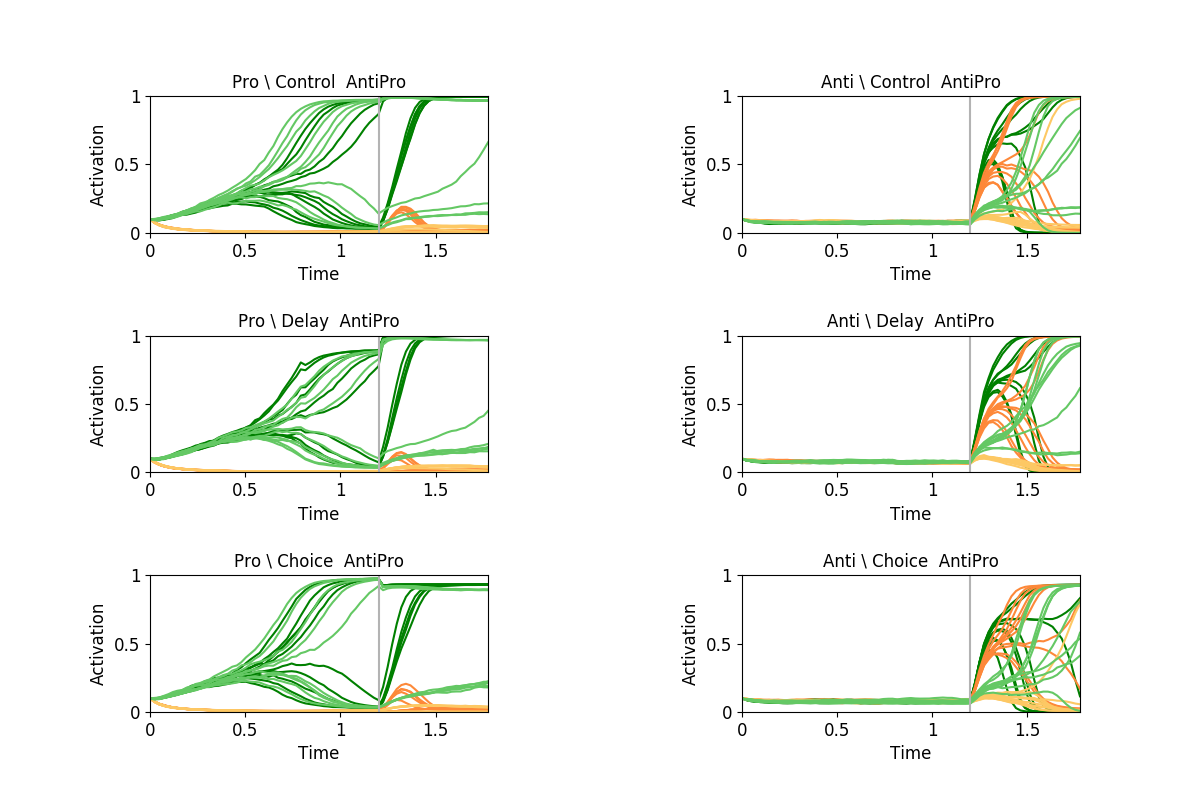 Pro \ Control  AntiPro
Activation
1
0.5
0
0
0.5
1
1.5
Time
Anti \ Control  AntiPro
Activation
1
0.5
0
0
0.5
1
1.5
Time
Pro \ Delay  AntiPro
Activation
1
0.5
0
0
0.5
1
1.5
Time
Anti \ Delay  AntiPro
Activation
1
0.5
0
0
0.5
1
1.5
Time
Pro \ Choice  AntiPro
Activation
1
0.5
0
0
0.5
1
1.5
Time
Anti \ Choice  AntiPro
Activation
1
0.5
0
0
0.5
1
1.5
Time